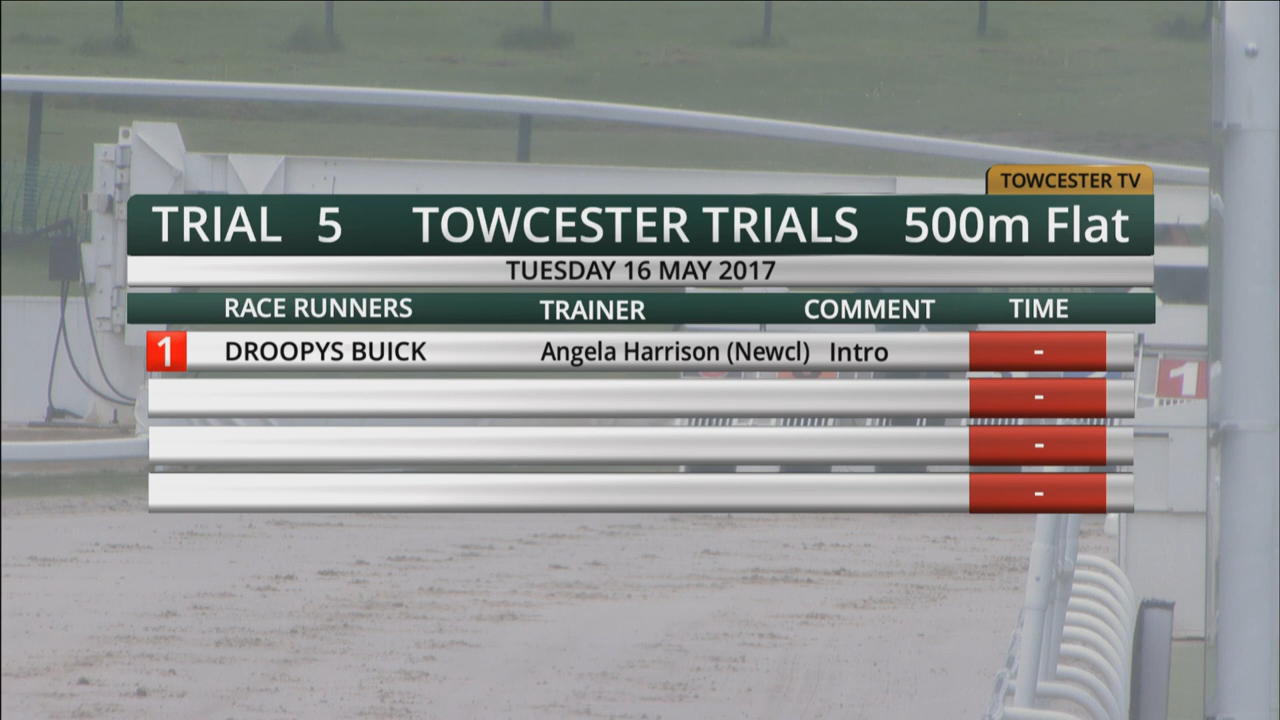 TOWCESTER TV
TRIAL 5 TOWCESTER TRIALS 500m Flat
TUESDAY 16 MAY 2017
RACE RUNNERS TRAINER COMMENT TIME
1 DROOPYS BUICK Angela Harrison (Newcl) Intro -
-
-
-
1